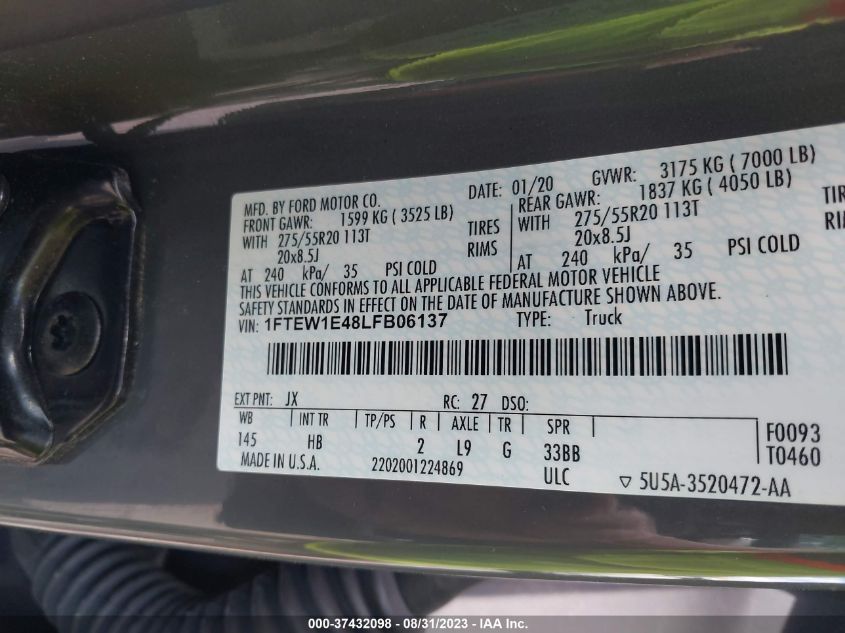 MFD. BY FORD MOTOR CO. DATE: 01/20 GVWR: 3175 KG ( 7000 LB)
FRONT GAWR: 1599 KG ( 3525 LB) REAR GAWR: 1837 KG ( 4050 LB)
WITH 275/55R20 113T TIRES WITH 275/55R20 113T TIRES
20x8.5J RIMS 20x8.5J RIMS
AT 240 kPa/ 35 PSI COLD AT 240 kPa/ 35 PSI COLD
THIS VEHICLE CONFORMS TO ALL APPLICABLE FEDERAL MOTOR VEHICLE
SAFETY STANDARDS IN EFFECT ON THE DATE OF MANUFACTURE SHOWN ABOVE.
VIN: 1FTEW1E48LFB06137 TYPE: Truck
EXT PNT: JX RC: 27 DSO:
WB INT TR TP/PS R AXLE TR SPR
145 HB 2 L9 G 33BB
F0093
T0460
MADE IN U.S.A. 2202001224869 ULC ▽ 5U5A-3520472-AA
000-37432098 - 08/31/2023 - IAA Inc.